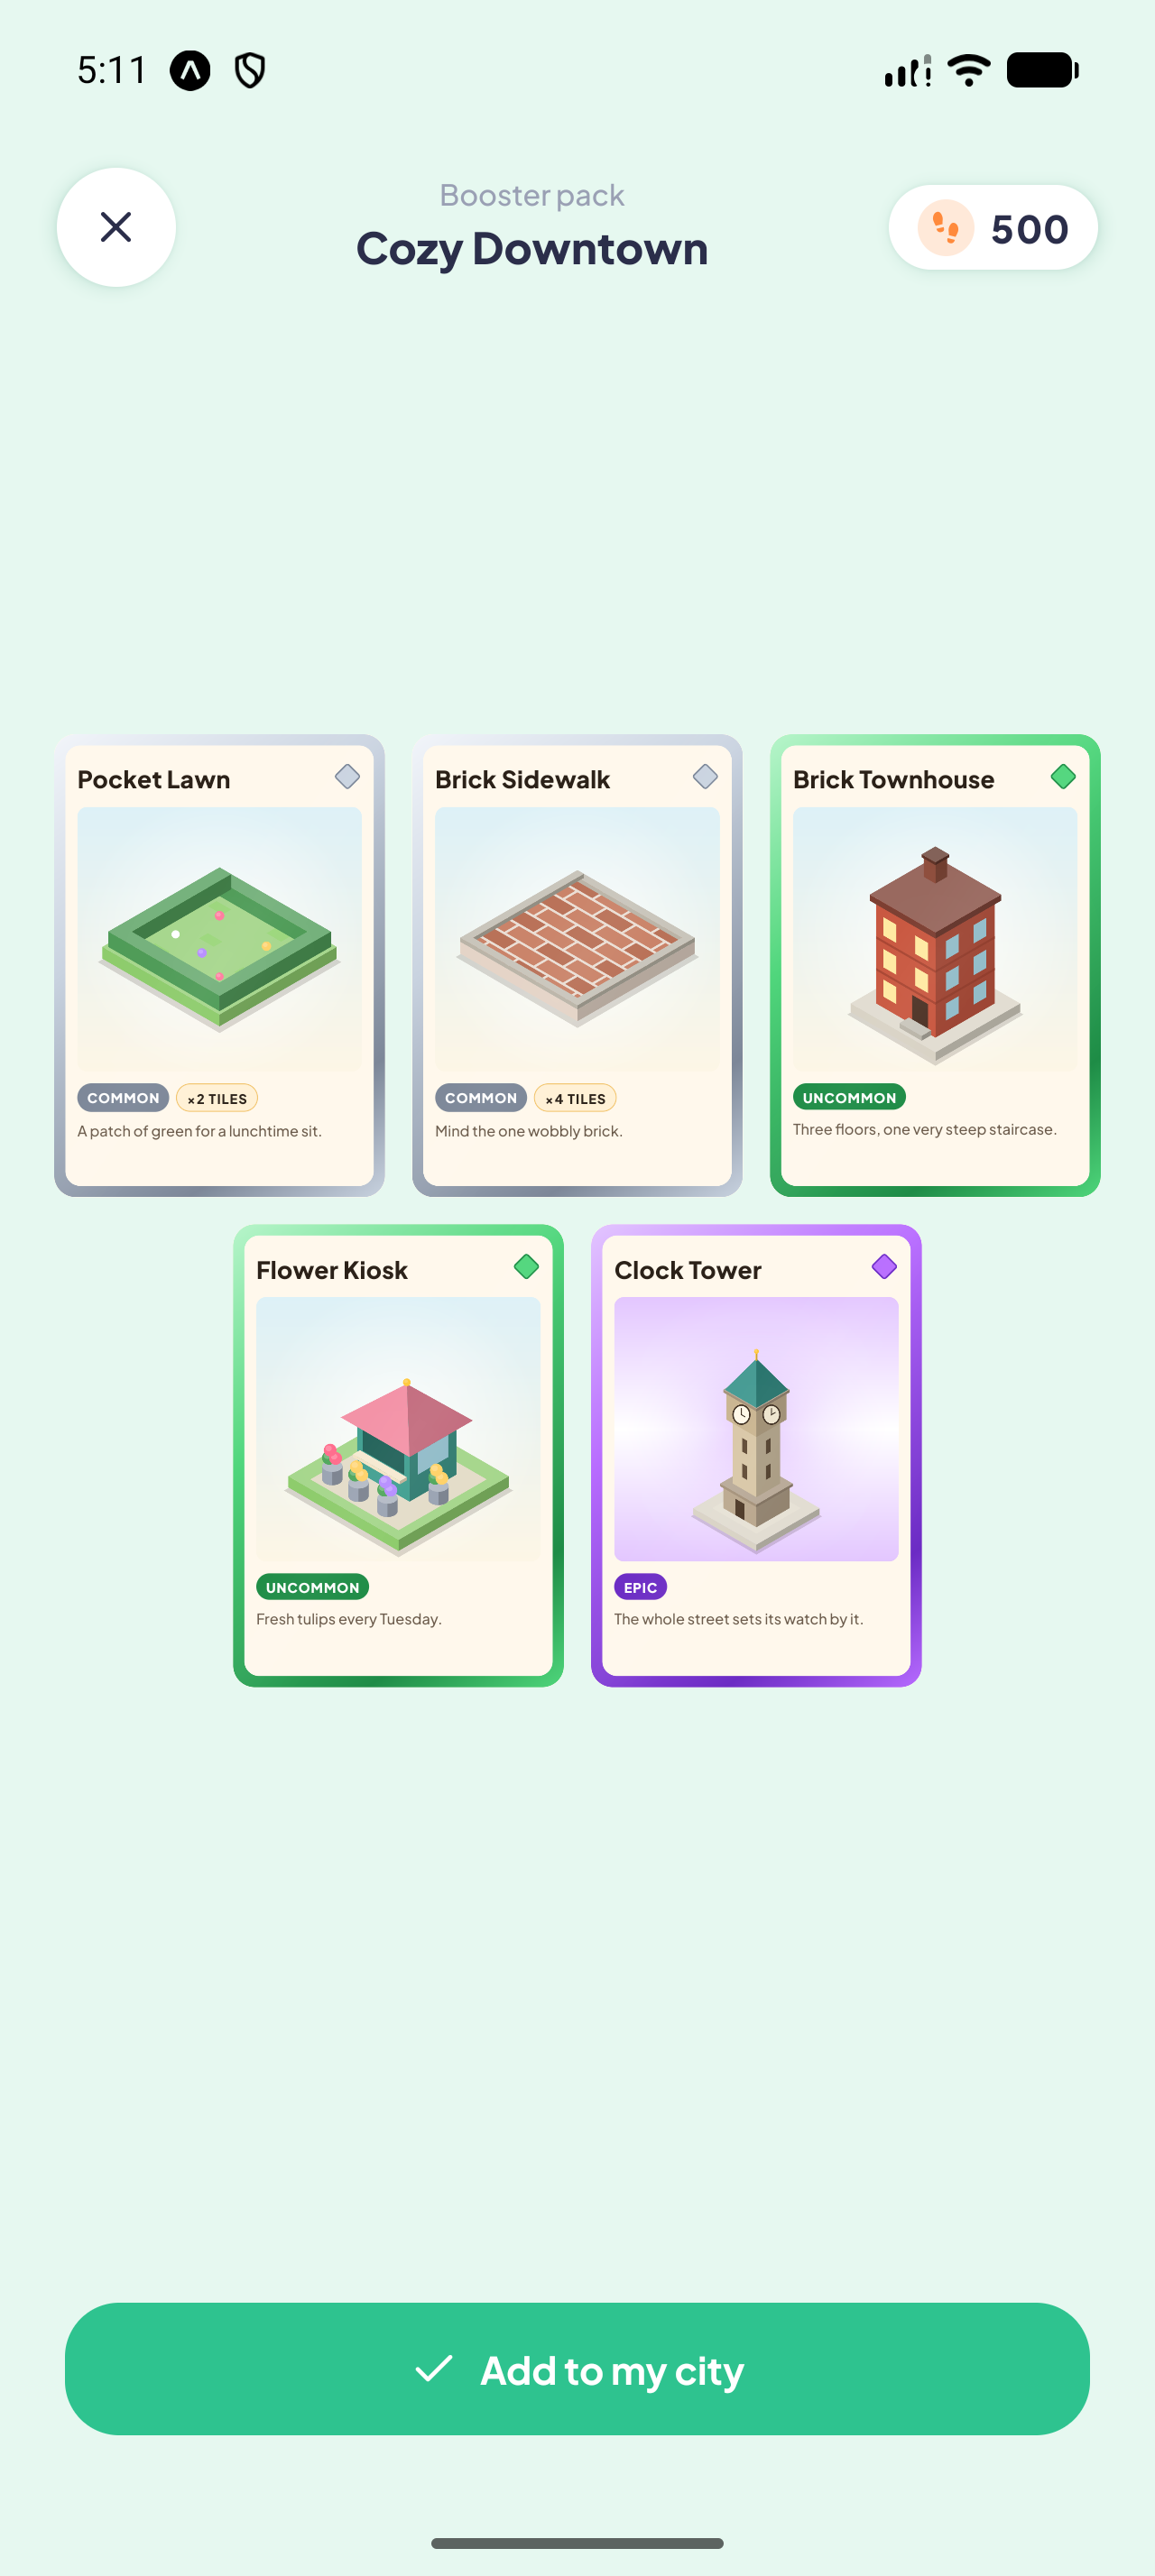 5:11
Booster pack
Cozy Downtown
500
Pocket Lawn
COMMON
×2 TILES
A patch of green for a lunchtime sit.
Brick Sidewalk
COMMON
×4 TILES
Mind the one wobbly brick.
Brick Townhouse
UNCOMMON
Three floors, one very steep staircase.
Flower Kiosk
UNCOMMON
Fresh tulips every Tuesday.
Clock Tower
EPIC
The whole street sets its watch by it.
Add to my city